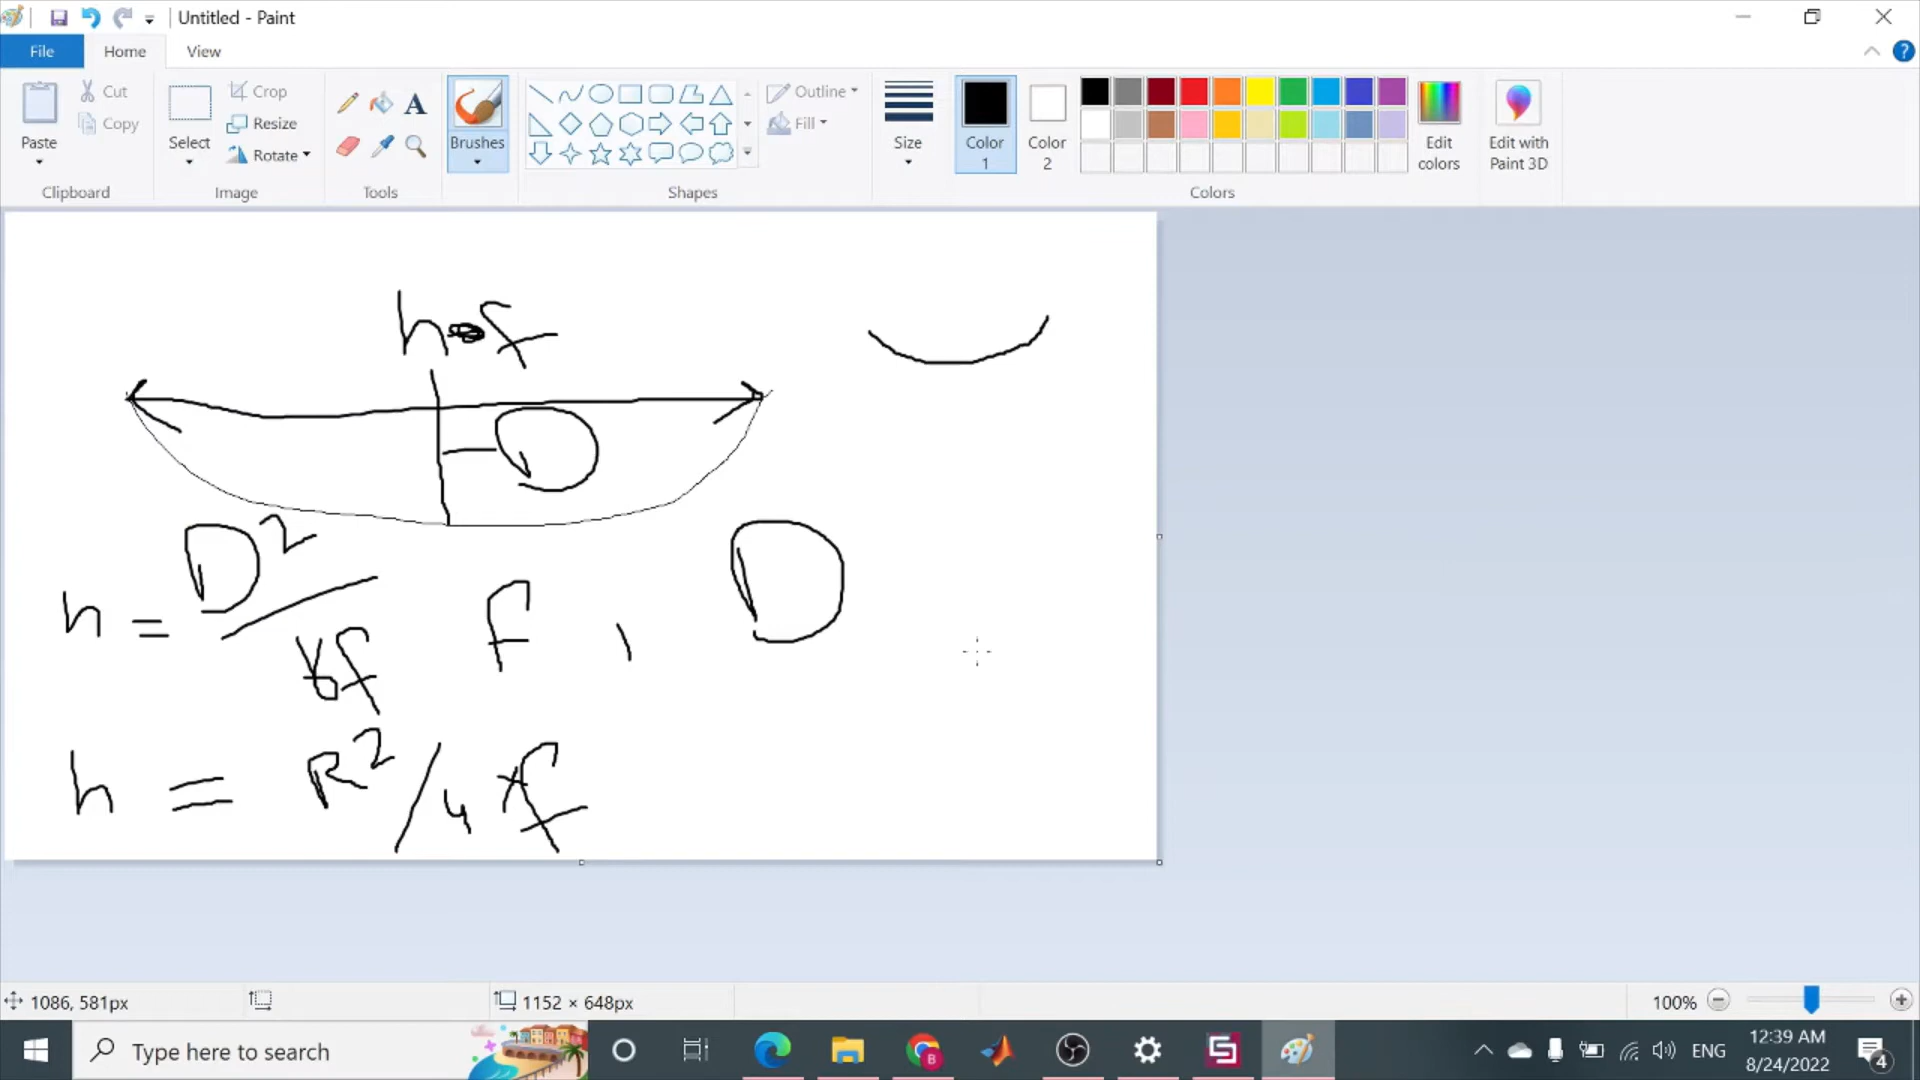 Untitled - Paint
File Home View
Paste
Cut
Copy
Clipboard
Select
Crop
Resize
Rotate
Image
Tools
Brushes
Shapes
Outline
Fill
Size
Color 1
Color 2
Colors
Edit colors
Edit with Paint 3D
h f
D
h = D²/8f f , D
h = R²/4f
1086, 581px
1152 × 648px
100%
Type here to search
ENG
12:39 AM
8/24/2022
4